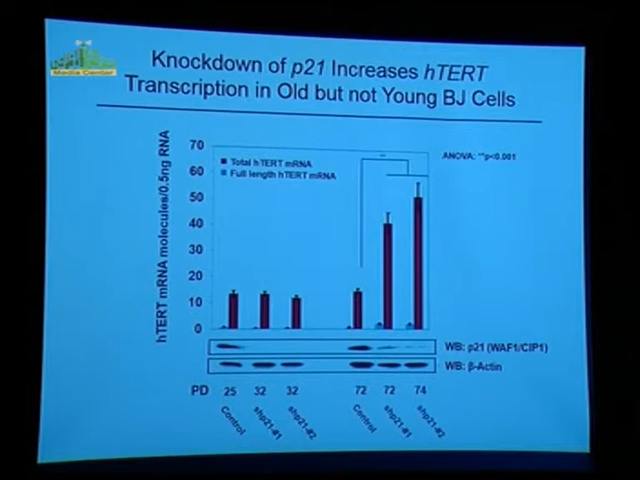 Media Center
Knockdown of p21 Increases hTERT
Transcription in Old but not Young BJ Cells
hTERT mRNA molecules/0.5ng RNA
70
60
50
40
30
20
10
0
Total hTERT mRNA
Full length hTERT mRNA
ANOVA: **p<0.001
WB: p21 (WAF1/CIP1)
WB: β-Actin
PD 25 32 32 72 72 74
Control shp21-#1 shp21-#2 Control shp21-#1 shp21-#2